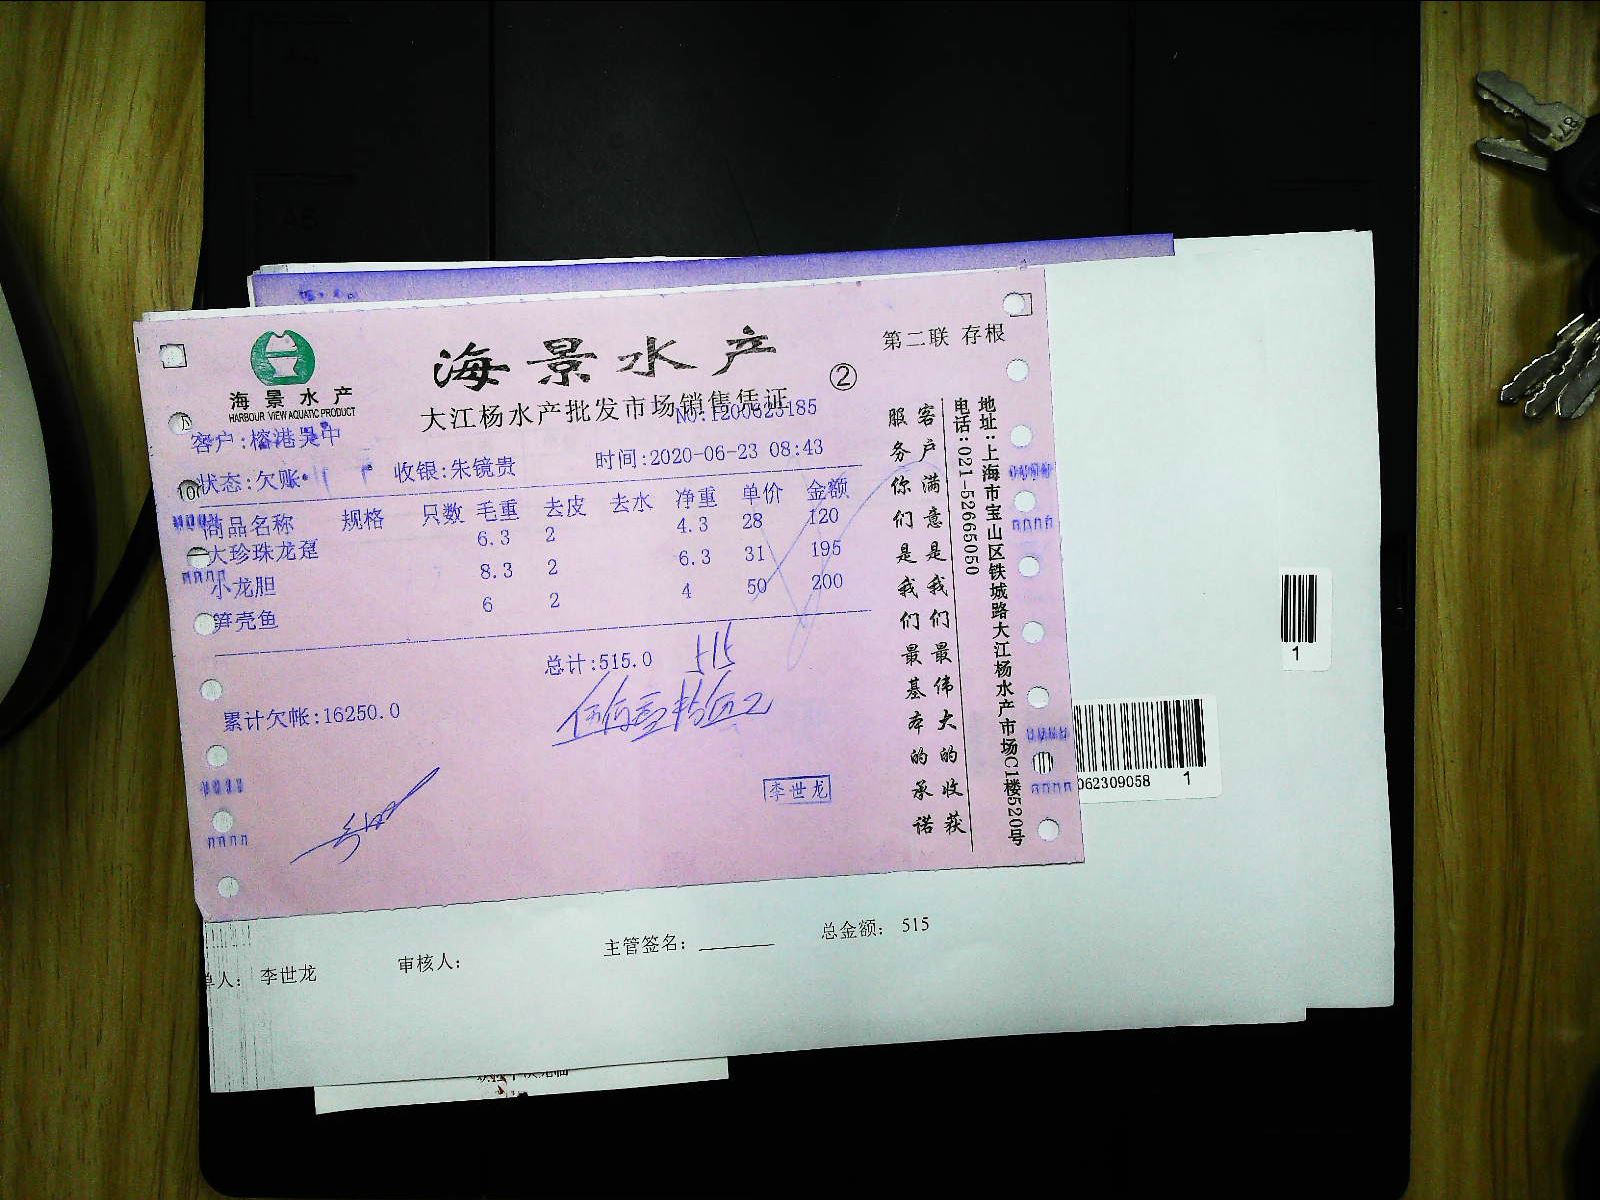 海景水产
HARBOUR VIEW AQUATIC PRODUCT
海景水产
②
第二联 存根
大江杨水产批发市场销售凭证
NO:1200623185
客户:榕港吴中
状态:欠账 收银:朱镜贵 时间:2020-06-23 08:43
商品名称 规格 只数 毛重 去皮 去水 净重 单价 金额
大珍珠龙趸 6.3 2 4.3 28 120
小龙胆 8.3 2 6.3 31 195
笋壳鱼 6 2 4 50 200
总计:515.0 515
累计欠帐:16250.0
李世龙
客户满意是我们最伟大的收获
服务你们是我们最基本的承诺
地址:上海市宝山区铁城路大江杨水产市场C1楼520号
电话:021-52665050
062309058 1
1
单人: 李世龙 审核人: 主管签名: 总金额: 515
A6